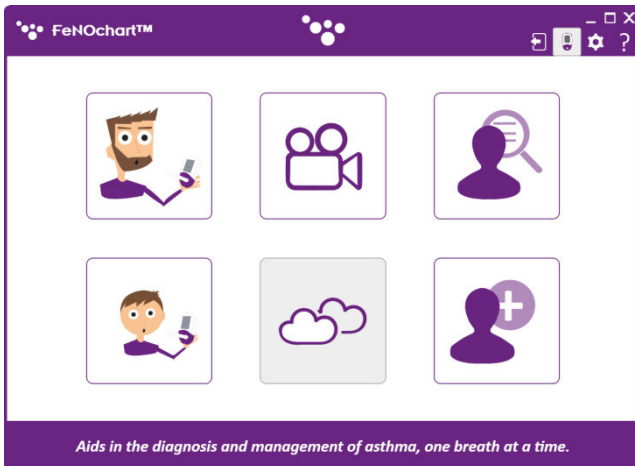 FeNOchart™
Aids in the diagnosis and management of asthma, one breath at a time.